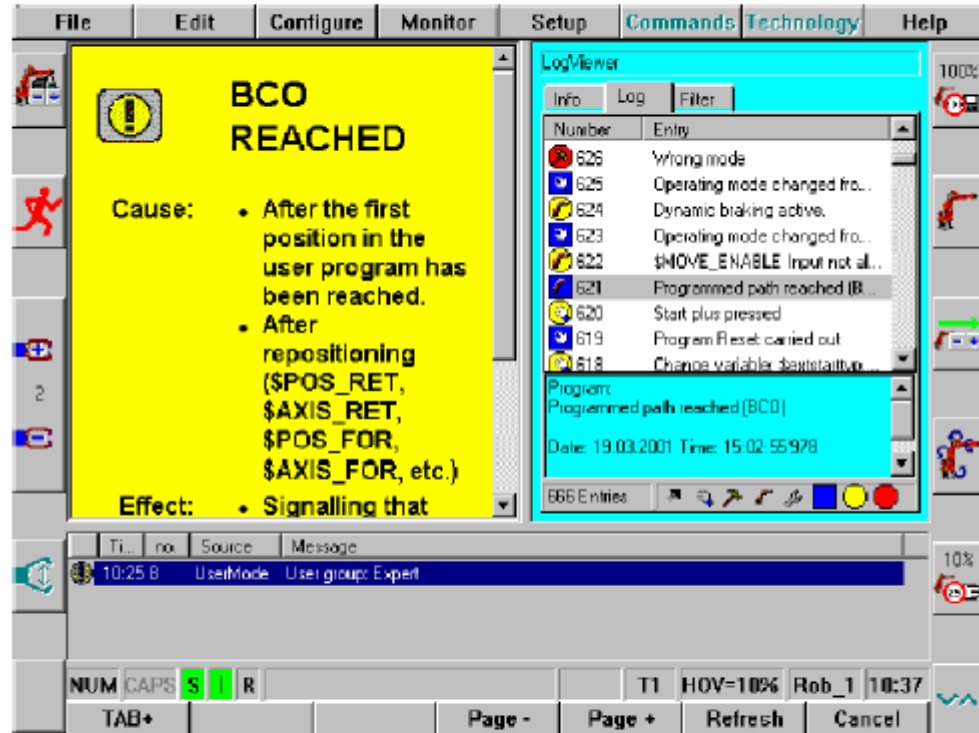 File Edit Configure Monitor Setup Commands Technology Help
BCO
REACHED
Cause:
• After the first
position in the
user program has
been reached.
• After
repositioning
($POS_RET,
$AXIS_RET,
$POS_FOR,
$AXIS_FOR, etc.)
Effect:
• Signalling that
LogViewer
Info Log Filter
Number Entry
626 Wrong mode
625 Operating mode changed fro...
624 Dynamic braking active.
623 Operating mode changed fro...
622 $MOVE_ENABLE Input not al...
621 Programmed path reached (B...
620 Start plus pressed
619 Program Reset carried out
618 Change variable:
Program:
Programmed path reached (BCO)
Date: 19.03.2001 Time: 15:02:55'978
666 Entries
Ti... no. Source Message
10:25 8 UserMode User group: Expert
2
100%
10%
NUM CAPS S I R T1 HOV=10% Rob_1 10:37
TAB+ Page - Page + Refresh Cancel